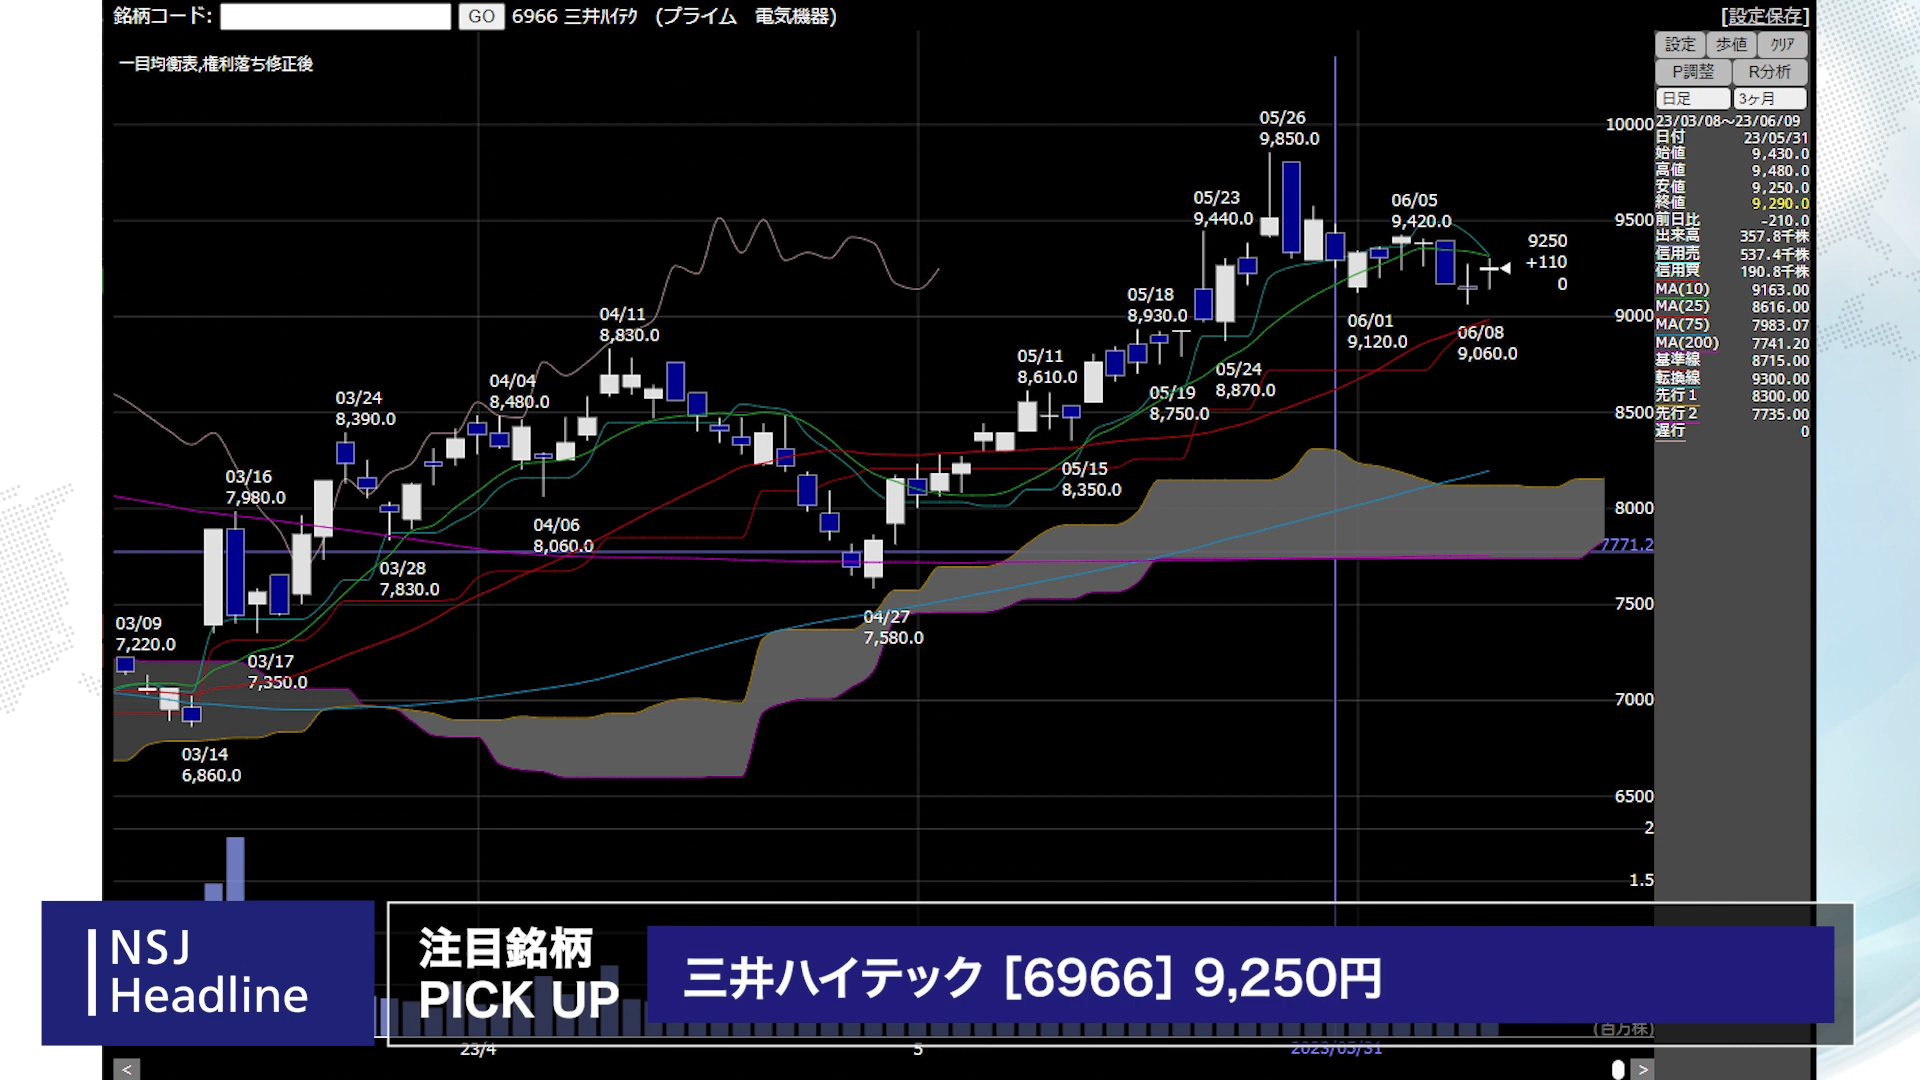 銘柄コード: GO 6966 三井ﾊｲﾃｸ (プライム 電気機器) [設定保存]
一目均衡表,権利落ち修正後
設定 歩値 ｸﾘｱ
P調整 R分析
日足 3ヶ月
23/03/08～23/06/09
日付 23/05/31
始値 9,430.0
高値 9,480.0
安値 9,250.0
終値 9,290.0
前日比 -210.0
出来高 357.8千株
信用売 537.4千株
信用買 190.8千株
MA(10) 9163.00
MA(25) 8616.00
MA(75) 7983.07
MA(200) 7741.20
基準線 8715.00
転換線 9300.00
先行1 8300.00
先行2 7735.00
遅行 0
10000
9500
9000
8500
8000
7771.2
7500
7000
6500
2
1.5
05/26
9,850.0
05/23
9,440.0
06/05
9,420.0
9250
+110
0
05/18
8,930.0
04/11
8,830.0
06/01
9,120.0
06/08
9,060.0
05/11
8,610.0
05/24
8,870.0
04/04
8,480.0
03/24
8,390.0
05/19
8,750.0
05/15
8,350.0
03/16
7,980.0
04/06
8,060.0
03/28
7,830.0
03/09
7,220.0
04/27
7,580.0
03/17
7,350.0
03/14
6,860.0
NSJ
Headline
注目銘柄
PICK UP
三井ハイテック [6966] 9,250円
(百万株)
23/4 5 2023/05/31
< >